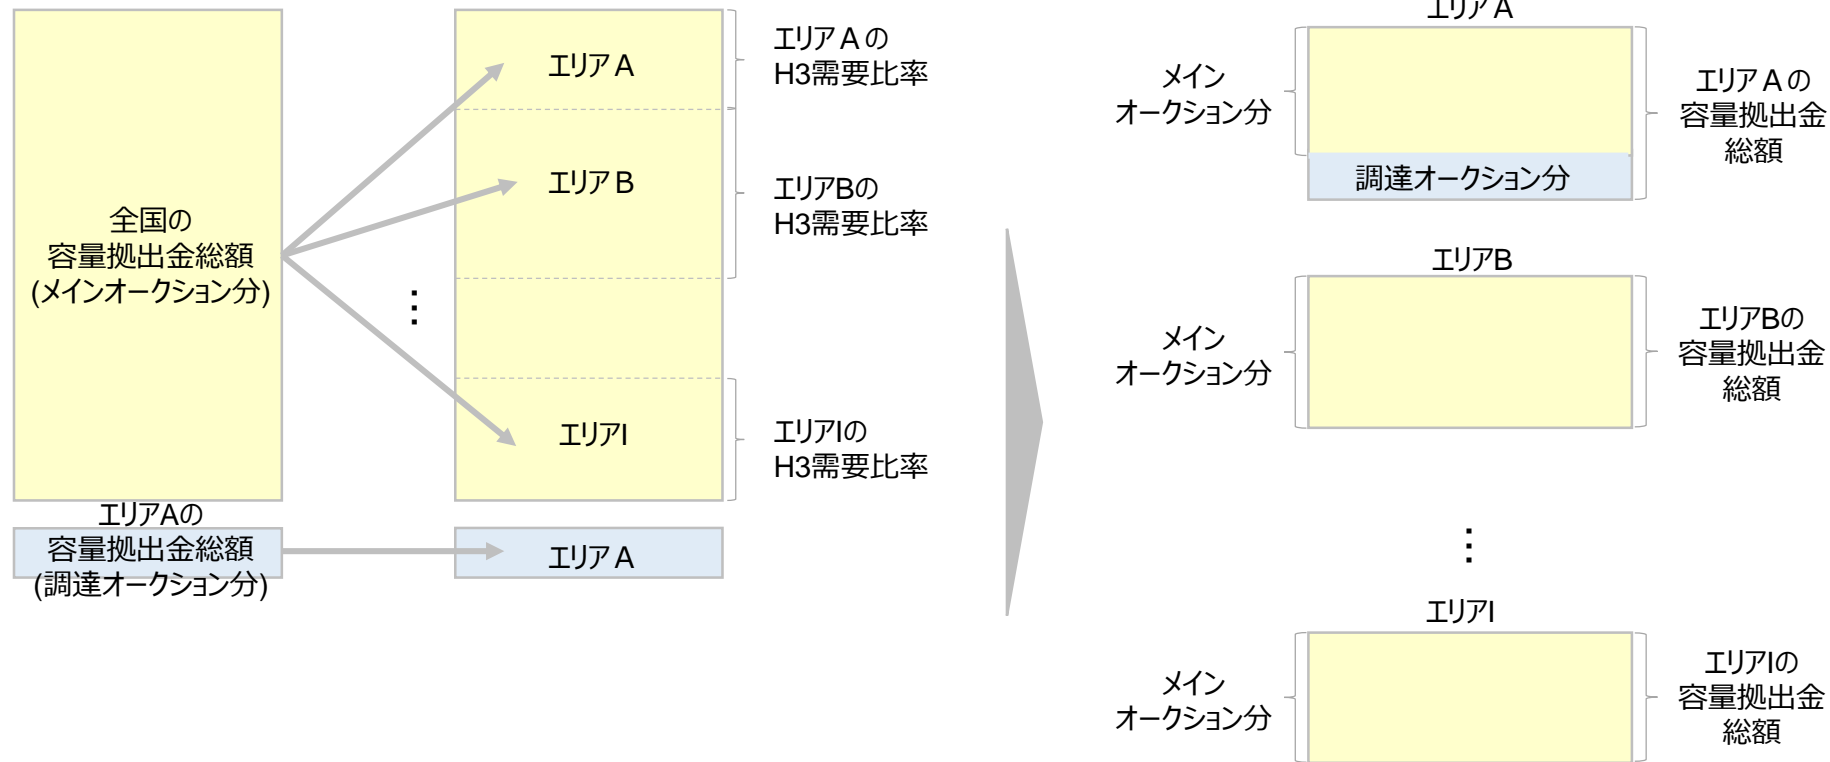 全国の
容量拠出金総額
(メインオークション分)
エリアA
エリアB
⋮
エリアI
エリアAの
H3需要比率
エリアBの
H3需要比率
エリアIの
H3需要比率
エリアAの
容量拠出金総額
(調達オークション分)
エリアA
エリアA
メイン
オークション分
調達オークション分
エリアAの
容量拠出金
総額
エリアB
メイン
オークション分
エリアBの
容量拠出金
総額
⋮
エリアI
メイン
オークション分
エリアIの
容量拠出金
総額